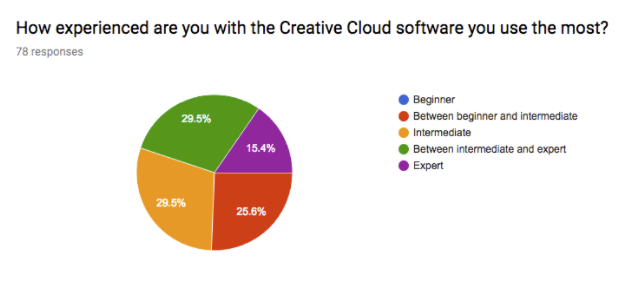 How experienced are you with the Creative Cloud software you use the most?
78 responses
29.5%
15.4%
29.5%
25.6%
Beginner
Between beginner and intermediate
Intermediate
Between intermediate and expert
Expert